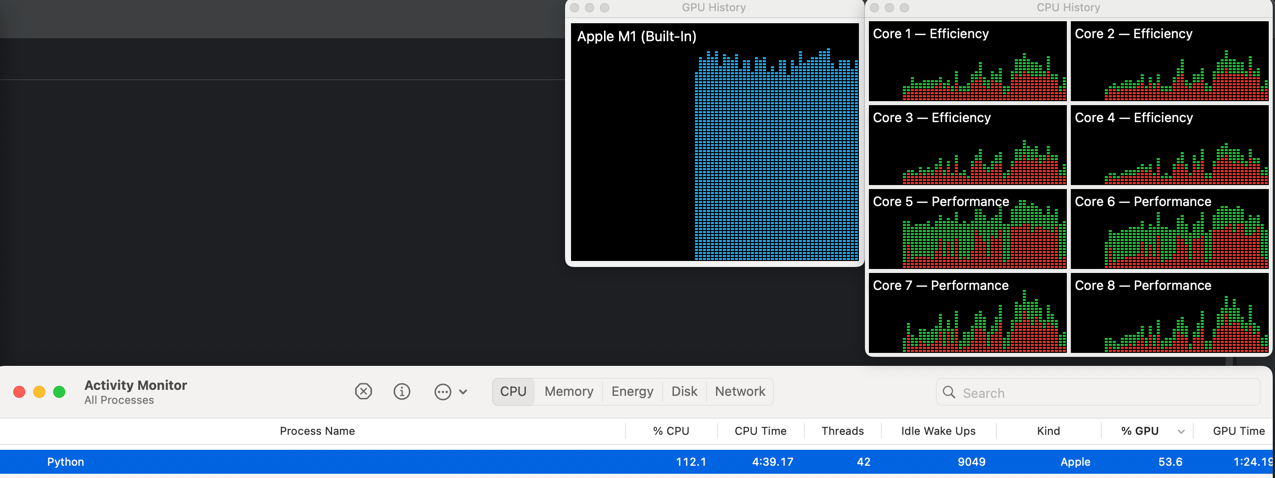 GPU History
Apple M1 (Built-In)
CPU History
Core 1 — Efficiency
Core 2 — Efficiency
Core 3 — Efficiency
Core 4 — Efficiency
Core 5 — Performance
Core 6 — Performance
Core 7 — Performance
Core 8 — Performance
Activity Monitor
All Processes
CPU Memory Energy Disk Network
Search
Process Name % CPU CPU Time Threads Idle Wake Ups Kind % GPU GPU Time
Python 112.1 4:39.17 42 9049 Apple 53.6 1:24.19